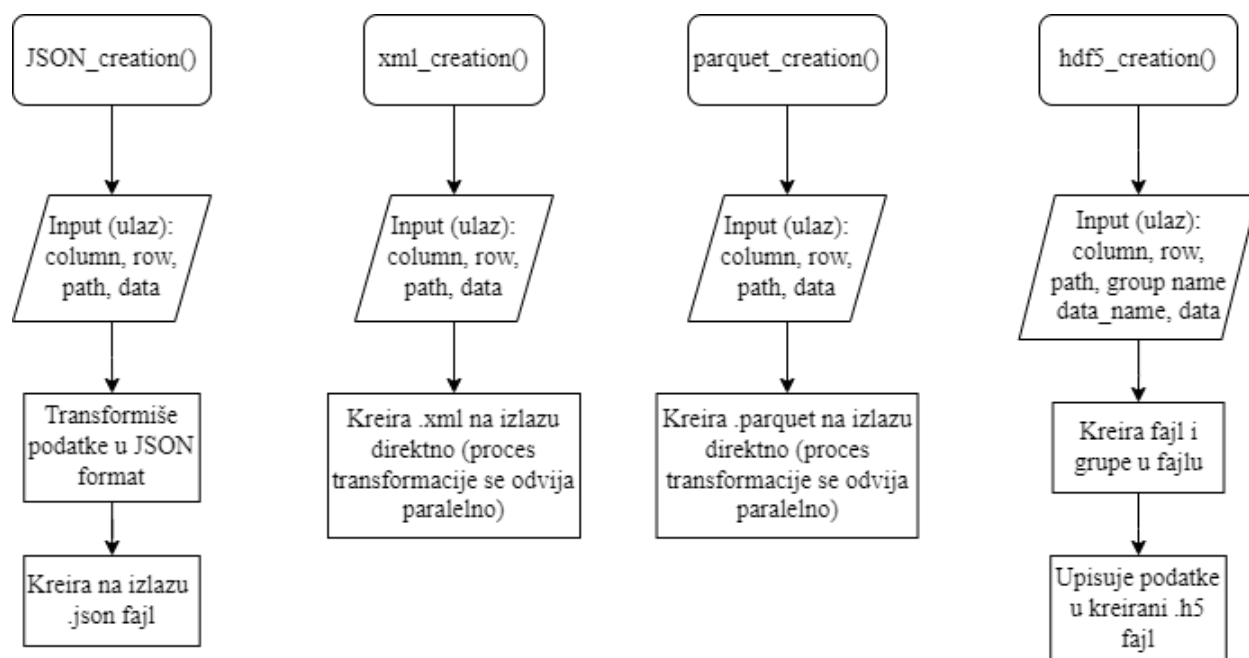 JSON_creation()
Input (ulaz):
column, row,
path, data
Transformiše
podatke u JSON
format
Kreira na izlazu
.json fajl
xml_creation()
Input (ulaz):
column, row,
path, data
Kreira .xml na izlazu
direktno (proces
transformacije se odvija
paralelno)
parquet_creation()
Input (ulaz):
column, row,
path, data
Kreira .parquet na izlazu
direktno (proces
transformacije se odvija
paralelno)
hdf5_creation()
Input (ulaz):
column, row,
path, group name
data_name, data
Kreira fajl i
grupe u fajlu
Upisuje podatke
u kreirani .h5
fajl